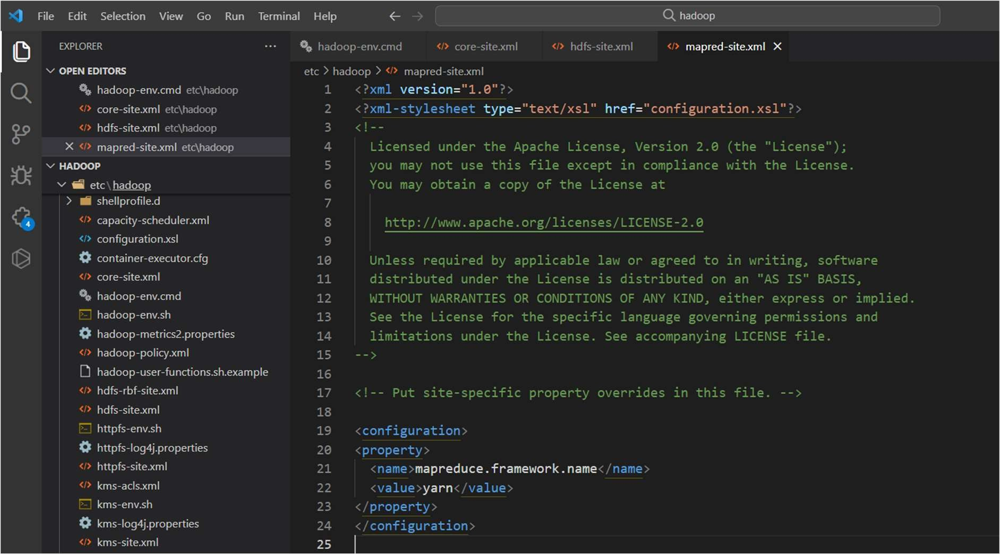 File Edit Selection View Go Run Terminal Help hadoop
EXPLORER ...
OPEN EDITORS
hadoop-env.cmd etc\hadoop
core-site.xml etc\hadoop
hdfs-site.xml etc\hadoop
mapred-site.xml etc\hadoop
HADOOP
etc\hadoop
shellprofile.d
capacity-scheduler.xml
configuration.xsl
container-executor.cfg
core-site.xml
hadoop-env.cmd
hadoop-env.sh
hadoop-metrics2.properties
hadoop-policy.xml
hadoop-user-functions.sh.example
hdfs-rbf-site.xml
hdfs-site.xml
httpfs-env.sh
httpfs-log4j.properties
httpfs-site.xml
kms-acls.xml
kms-env.sh
kms-log4j.properties
kms-site.xml
4
hadoop-env.cmd core-site.xml hdfs-site.xml mapred-site.xml
etc > hadoop > mapred-site.xml
1 <?xml version="1.0"?>
2 <?xml-stylesheet type="text/xsl" href="configuration.xsl"?>
3 <!--
4 Licensed under the Apache License, Version 2.0 (the "License");
5 you may not use this file except in compliance with the License.
6 You may obtain a copy of the License at
7
8 http://www.apache.org/licenses/LICENSE-2.0
9
10 Unless required by applicable law or agreed to in writing, software
11 distributed under the License is distributed on an "AS IS" BASIS,
12 WITHOUT WARRANTIES OR CONDITIONS OF ANY KIND, either express or implied.
13 See the License for the specific language governing permissions and
14 limitations under the License. See accompanying LICENSE file.
15 -->
16
17 <!-- Put site-specific property overrides in this file. -->
18
19 <configuration>
20 <property>
21 <name>mapreduce.framework.name</name>
22 <value>yarn</value>
23 </property>
24 </configuration>
25